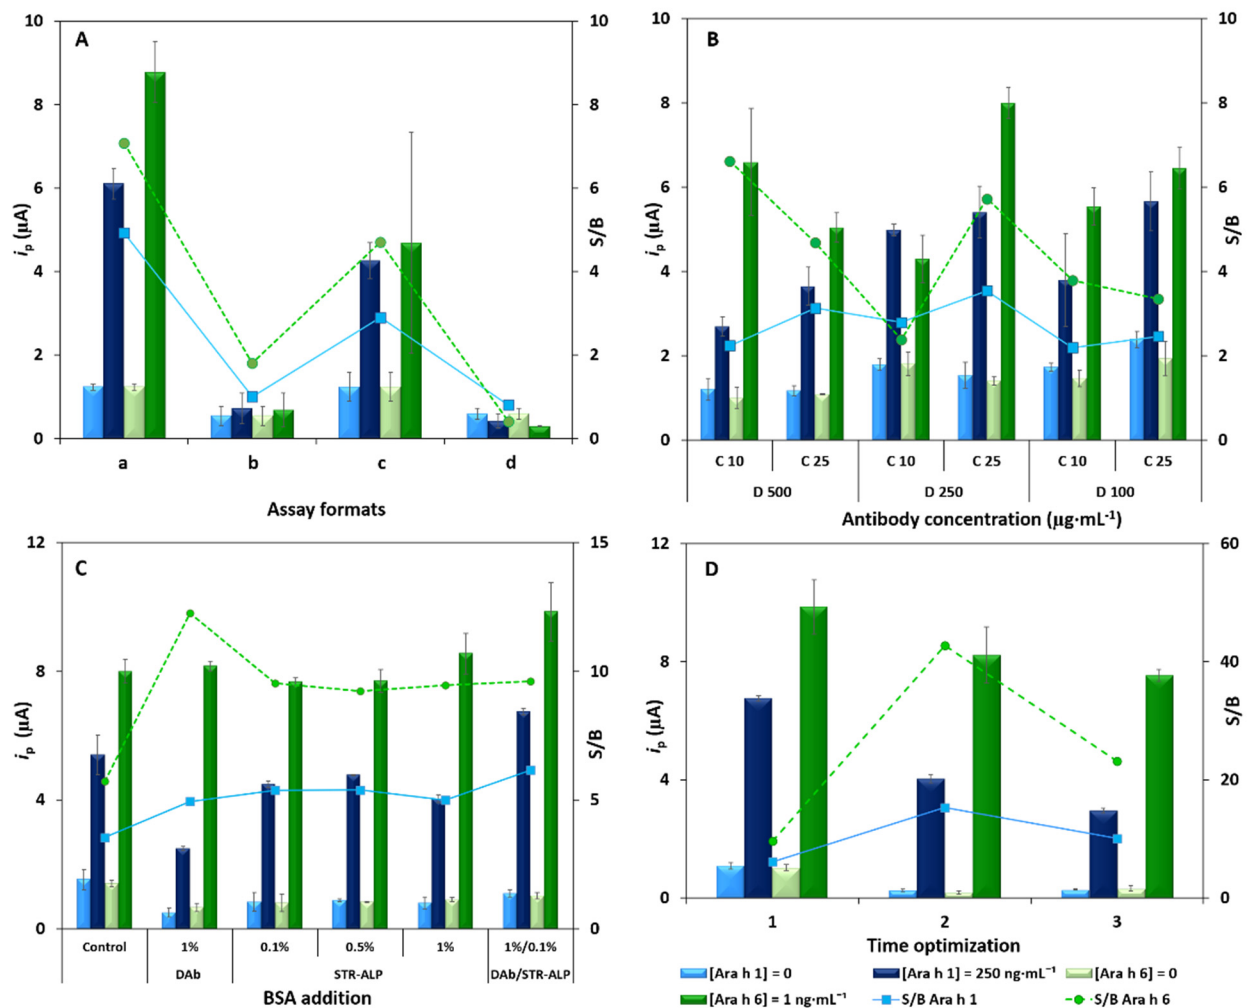 A
10
8
6
4
2
0
iₚ (µA)
10
8
6
4
2
0
S/B
a b c d
Assay formats
B
10
8
6
4
2
0
iₚ (µA)
10
8
6
4
2
0
S/B
C 10 C 25 C 10 C 25 C 10 C 25
D 500 D 250 D 100
Antibody concentration (µg·mL⁻¹)
C
12
8
4
0
iₚ (µA)
15
10
5
0
S/B
Control 1% 0.1% 0.5% 1% 1%/0.1%
DAb STR-ALP DAb/STR-ALP
BSA addition
D
12
8
4
0
iₚ (µA)
60
40
20
0
S/B
1 2 3
Time optimization
[Ara h 1] = 0 [Ara h 1] = 250 ng·mL⁻¹ [Ara h 6] = 0
[Ara h 6] = 1 ng·mL⁻¹ S/B Ara h 1 S/B Ara h 6